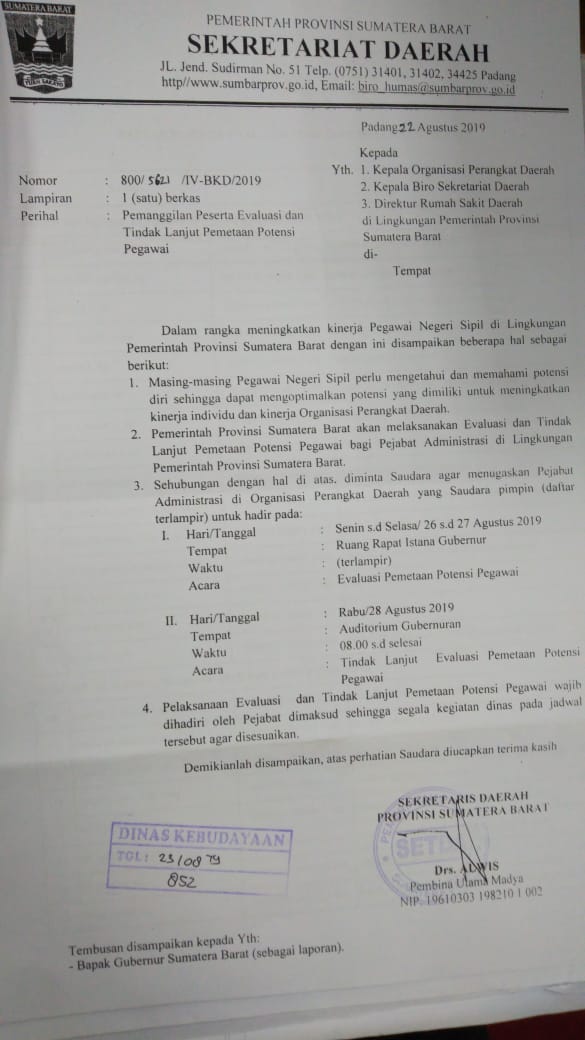 SUMATERA BARAT
TUAH SAKATO
PEMERINTAH PROVINSI SUMATERA BARAT
SEKRETARIAT DAERAH
JL. Jend. Sudirman No. 51 Telp. (0751) 31401, 31402, 34425 Padang
http//www.sumbarprov.go.id, Email: biro_humas@sumbarprov.go.id
Padang 22 Agustus 2019
Kepada
Yth. 1. Kepala Organisasi Perangkat Daerah
2. Kepala Biro Sekretariat Daerah
3. Direktur Rumah Sakit Daerah
di Lingkungan Pemerintah Provinsi
Sumatera Barat
di-
Tempat
Nomor : 800/ 5621 /IV-BKD/2019
Lampiran : 1 (satu) berkas
Perihal : Pemanggilan Peserta Evaluasi dan
Tindak Lanjut Pemetaan Potensi
Pegawai
Dalam rangka meningkatkan kinerja Pegawai Negeri Sipil di Lingkungan
Pemerintah Provinsi Sumatera Barat dengan ini disampaikan beberapa hal sebagai
berikut:
1. Masing-masing Pegawai Negeri Sipil perlu mengetahui dan memahami potensi
diri sehingga dapat mengoptimalkan potensi yang dimiliki untuk meningkatkan
kinerja individu dan kinerja Organisasi Perangkat Daerah.
2. Pemerintah Provinsi Sumatera Barat akan melaksanakan Evaluasi dan Tindak
Lanjut Pemetaan Potensi Pegawai bagi Pejabat Administrasi di Lingkungan
Pemerintah Provinsi Sumatera Barat.
3. Sehubungan dengan hal di atas, diminta Saudara agar menugaskan Pejabat
Administrasi di Organisasi Perangkat Daerah yang Saudara pimpin (daftar
terlampir) untuk hadir pada:
I. Hari/Tanggal : Senin s.d Selasa/ 26 s.d 27 Agustus 2019
Tempat : Ruang Rapat Istana Gubernur
Waktu : (terlampir)
Acara : Evaluasi Pemetaan Potensi Pegawai
II. Hari/Tanggal : Rabu/28 Agustus 2019
Tempat : Auditorium Gubernuran
Waktu : 08.00 s.d selesai
Acara : Tindak Lanjut Evaluasi Pemetaan Potensi
Pegawai
4. Pelaksanaan Evaluasi dan Tindak Lanjut Pemetaan Potensi Pegawai wajib
dihadiri oleh Pejabat dimaksud sehingga segala kegiatan dinas pada jadwal
tersebut agar disesuaikan.
Demikianlah disampaikan, atas perhatian Saudara diucapkan terima kasih
SEKRETARIS DAERAH
PROVINSI SUMATERA BARAT
SETDA
Drs. ALWIS
Pembina Utama Madya
NIP. 19610303 198210 1 002
DINAS KEBUDAYAAN
TGL : 23/08 19
852
Tembusan disampaikan kepada Yth:
- Bapak Gubernur Sumatera Barat (sebagai laporan).